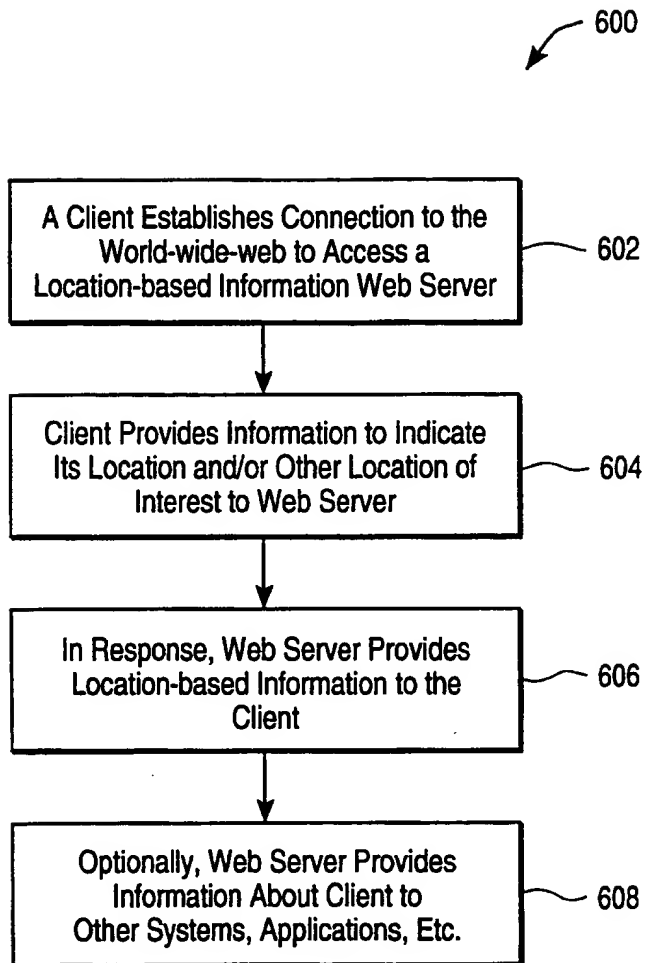 600
A Client Establishes Connection to the
World-wide-web to Access a
Location-based Information Web Server
602
Client Provides Information to Indicate
Its Location and/or Other Location of
Interest to Web Server
604
In Response, Web Server Provides
Location-based Information to the
Client
606
Optionally, Web Server Provides
Information About Client to
Other Systems, Applications, Etc.
608